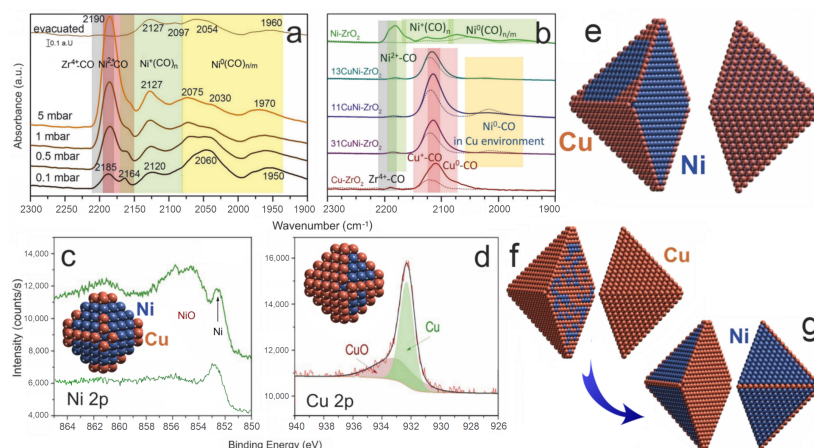 2190
2127
2054
1960
evacuated
2097
a
0.1 a.U
Zr⁴⁺CO
Ni²⁺CO
Ni⁺(CO)ₙ
Ni⁰(CO)n/m
2127
2075
2030
1970
5 mbar
1 mbar
0.5 mbar
2185
2164
2120
2060
1950
0.1 mbar
Absorbance (a.u.)
2300 2200 2150 2100 2050 2000 1950 1900
Wavenumber (cm⁻¹)
b
Ni-ZrO₂
Ni⁺(CO)ₙ
Ni⁰(CO)n/m
Ni²⁺-CO
13CuNi-ZrO₂
11CuNi-ZrO₂
Ni⁰-CO
in Cu environment
31CuNi-ZrO₂
Cu⁺-CO
Cu⁰-CO
Cu-ZrO₂
Zr⁴⁺-CO
2300 2200 2150 2100 2050 2000 1950 1900
e
Cu
Ni
c
14,000
12,000
10,000
8,000
6,000
4,000
Intensity (counts/s)
NiO
Ni
Ni
Cu
Ni 2p
864 862 860 858 856 854 852 850
Binding Energy (eV)
d
16,000
14,000
12,000
10,000
CuO
Cu
Cu 2p
940 938 936 934 932 930 928 926
f
Cu
Ni
g